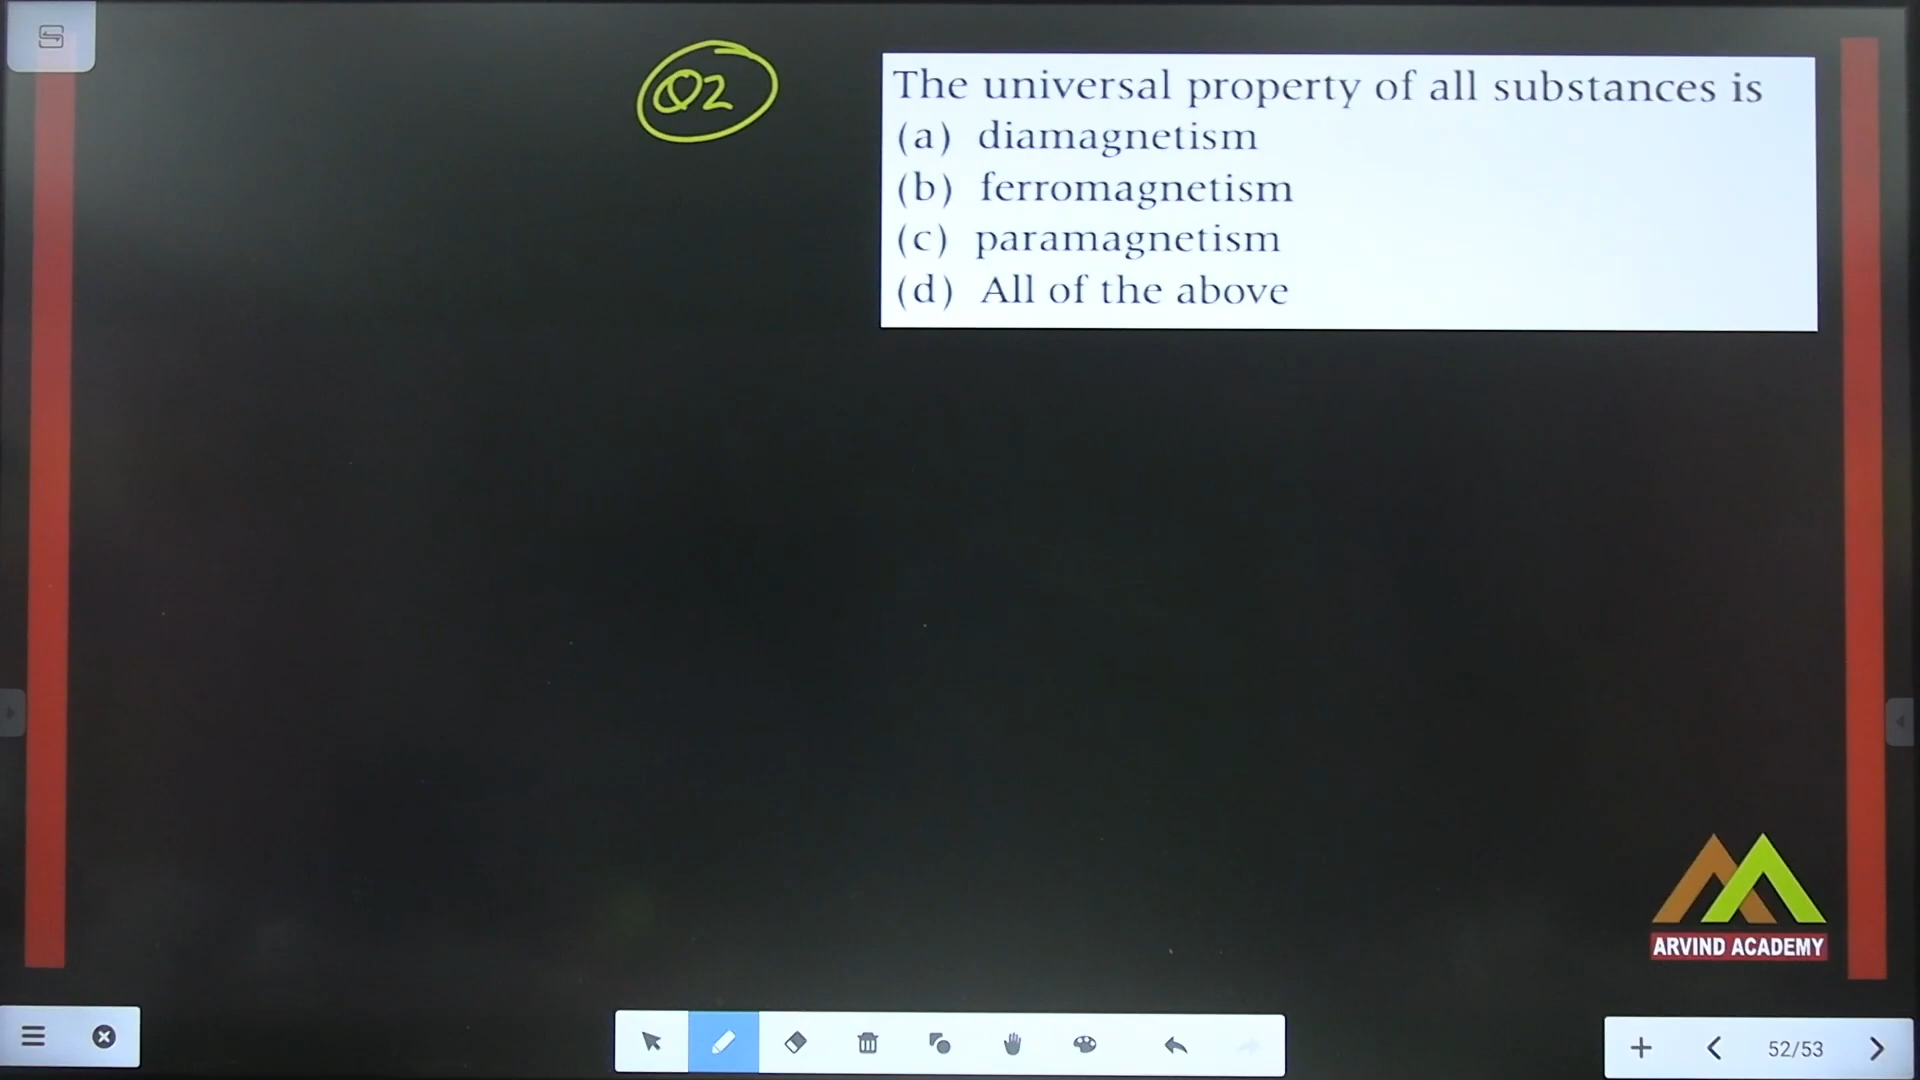 Q2
The universal property of all substances is
(a) diamagnetism
(b) ferromagnetism
(c) paramagnetism
(d) All of the above
ARVIND ACADEMY
52/53